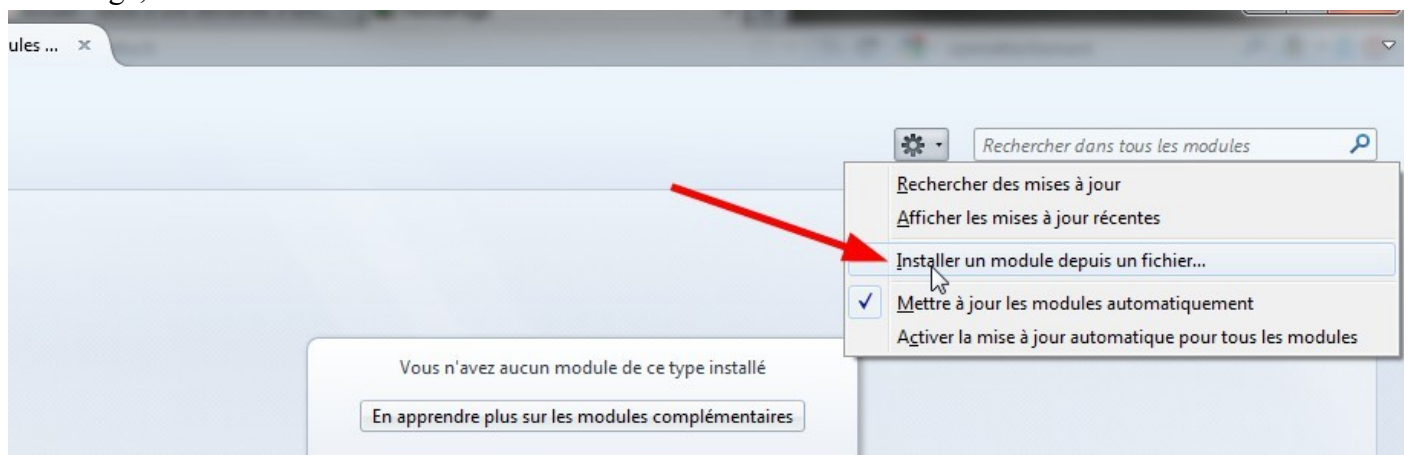 ules ...
Rechercher dans tous les modules
Rechercher des mises à jour
Afficher les mises à jour récentes
Installer un module depuis un fichier...
Mettre à jour les modules automatiquement
Activer la mise à jour automatique pour tous les modules
Vous n'avez aucun module de ce type installé
En apprendre plus sur les modules complémentaires